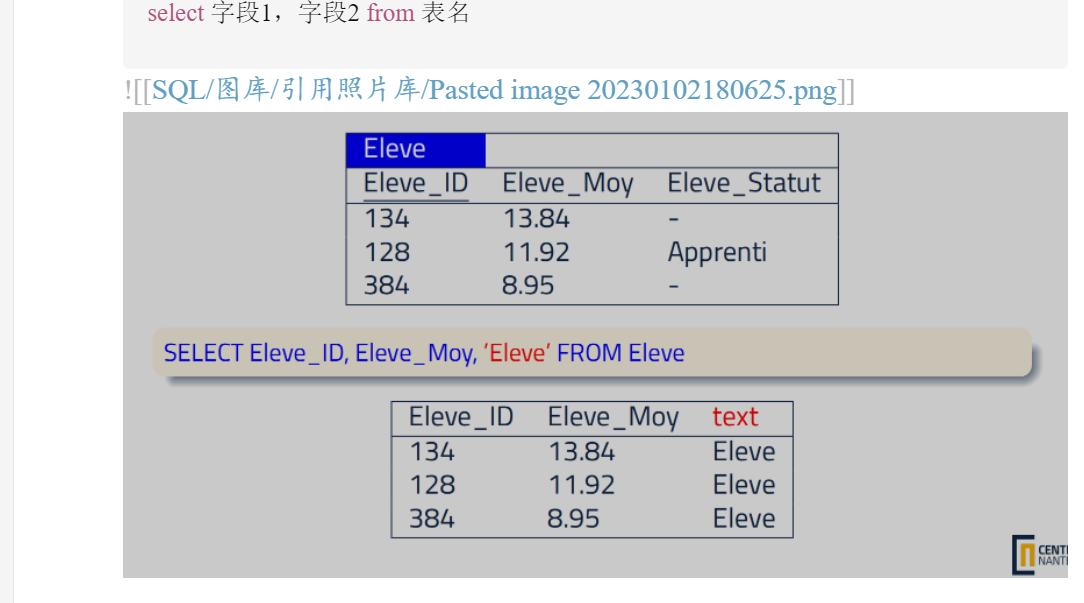 select 字段1，字段2 from 表名
![[SQL/图库/引用照片库/Pasted image 20230102180625.png]]
Eleve
Eleve_ID Eleve_Moy Eleve_Statut
134 13.84 -
128 11.92 Apprenti
384 8.95 -
SELECT Eleve_ID, Eleve_Moy, ‘Eleve’ FROM Eleve
Eleve_ID Eleve_Moy text
134 13.84 Eleve
128 11.92 Eleve
384 8.95 Eleve
CENT
NANTE